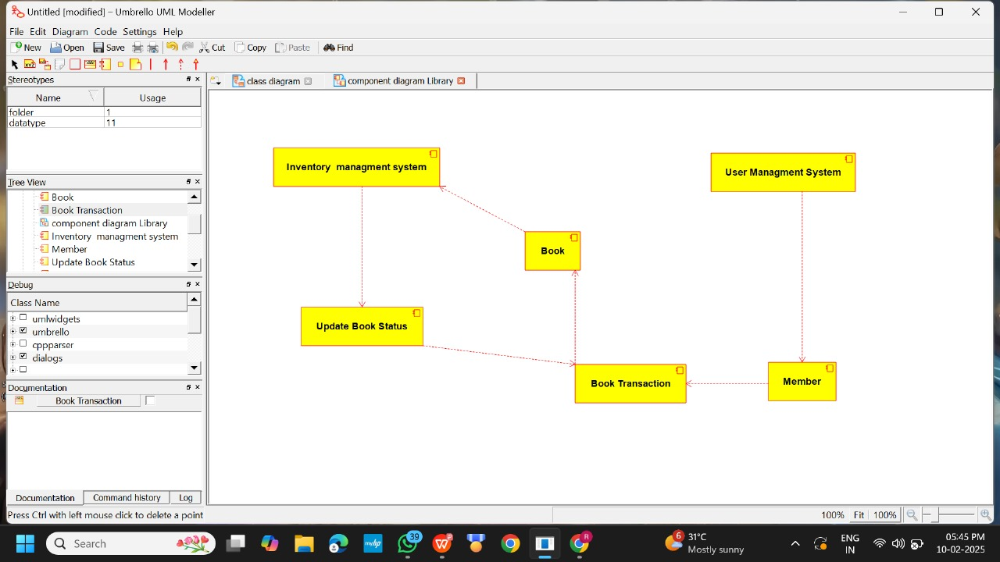 Untitled [modified] – Umbrello UML Modeller
File Edit Diagram Code Settings Help
New Open Save Cut Copy Paste Find
Stereotypes
Name Usage
folder 1
datatype 11
Tree View
Book
Book Transaction
component diagram Library
Inventory managment system
Member
Update Book Status
Debug
Class Name
umlwidgets
umbrello
cppparser
dialogs
Documentation
Book Transaction
Documentation Command history Log
Press Ctrl with left mouse click to delete a point
class diagram
component diagram Library
Inventory managment system
User Managment System
Book
Update Book Status
Book Transaction
Member
100% Fit 100%
Search
39
6
31°C
Mostly sunny
ENG
IN
05:45 PM
10-02-2025